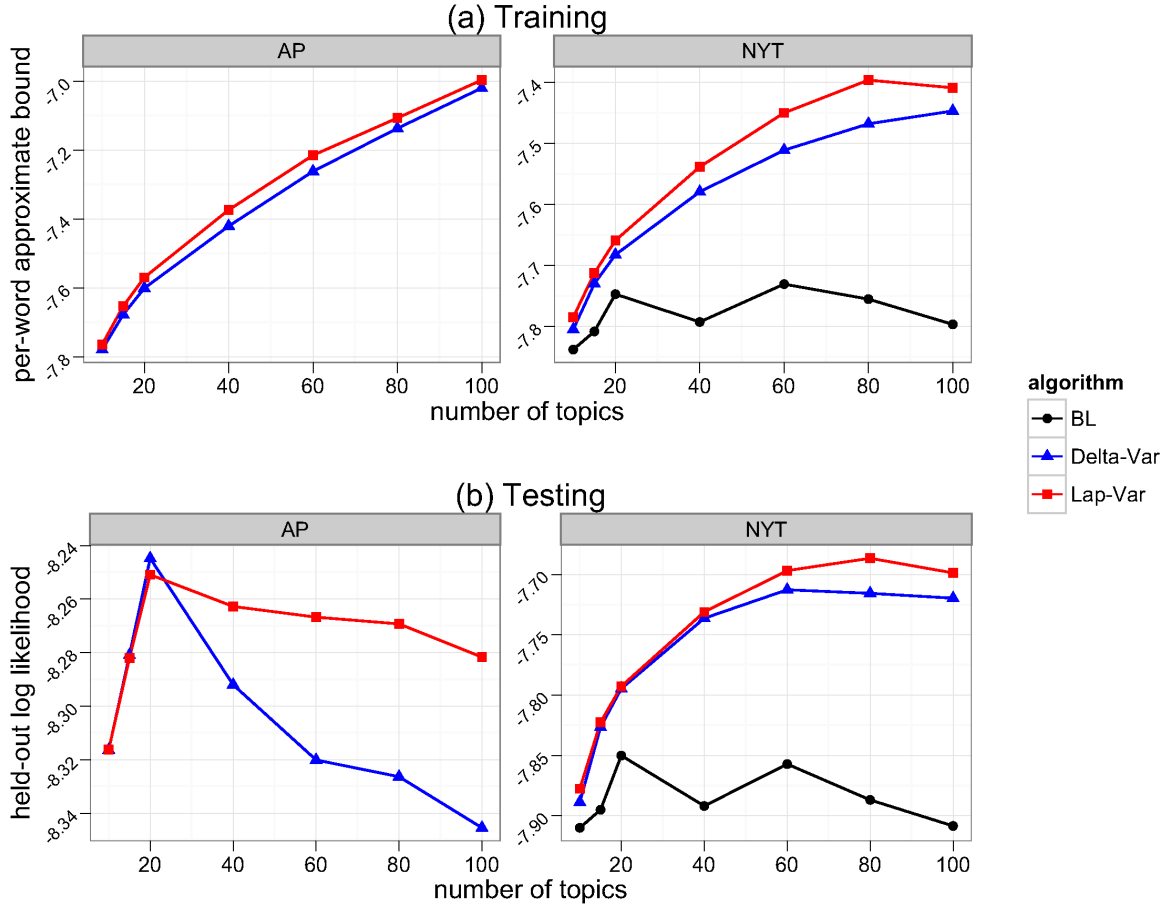 (a) Training
AP
NYT
per-word approximate bound
-7.0
-7.2
-7.4
-7.6
-7.8
-7.4
-7.5
-7.6
-7.7
-7.8
20 40 60 80 100
20 40 60 80 100
number of topics
algorithm
BL
Delta-Var
Lap-Var
(b) Testing
AP
NYT
held-out log likelihood
-8.24
-8.26
-8.28
-8.30
-8.32
-8.34
-7.70
-7.75
-7.80
-7.85
-7.90
20 40 60 80 100
20 40 60 80 100
number of topics